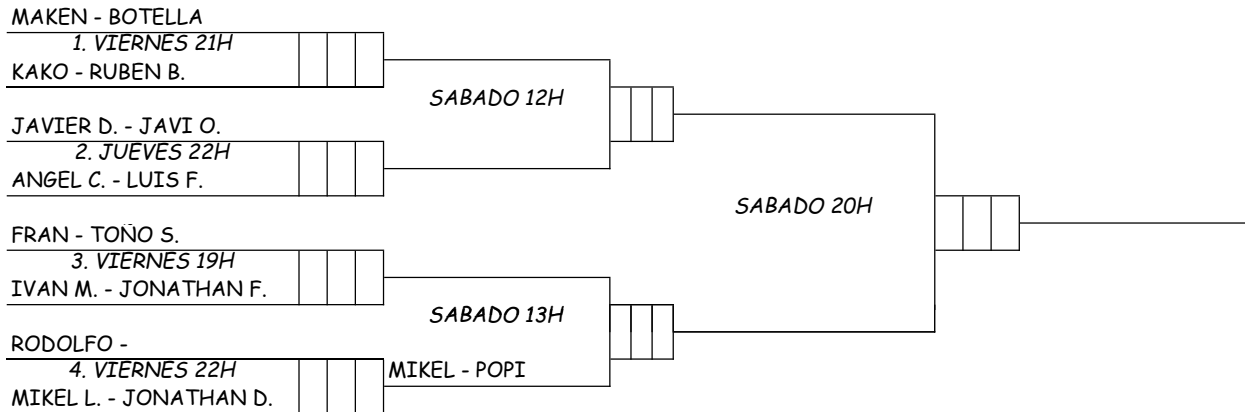 MAKEN - BOTELLA
1. VIERNES 21H
KAKO - RUBEN B.
SABADO 12H
JAVIER D. - JAVI O.
2. JUEVES 22H
ANGEL C. - LUIS F.
SABADO 20H
FRAN - TOÑO S.
3. VIERNES 19H
IVAN M. - JONATHAN F.
SABADO 13H
RODOLFO -
4. VIERNES 22H
MIKEL - POPI
MIKEL L. - JONATHAN D.